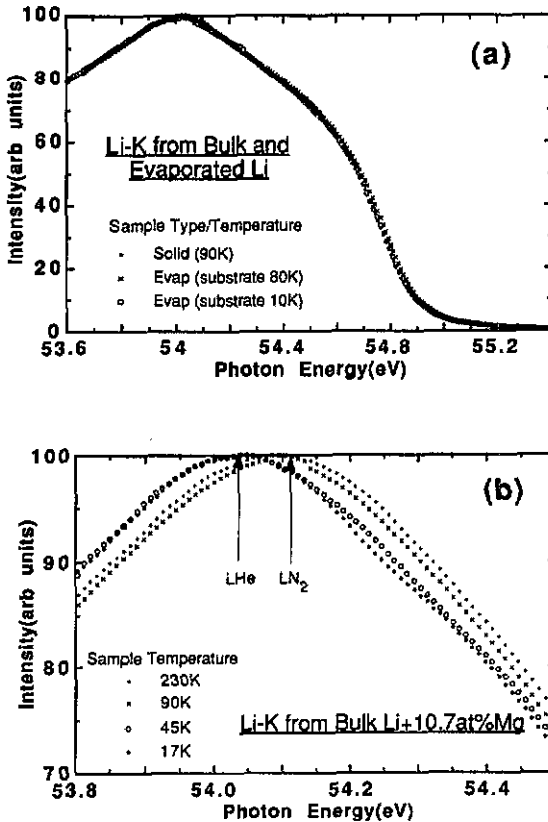 100
80
60
40
20
0
Intensity(arb units)
(a)
Li-K from Bulk and
Evaporated Li
Sample Type/Temperature
Solid (90K)
Evap (substrate 80K)
Evap (substrate 10K)
53.6 54 54.4 54.8 55.2
Photon Energy(eV)
100
90
80
70
Intensity(arb units)
(b)
LHe LN2
Sample Temperature
230K
90K
45K
17K
Li-K from Bulk Li+10.7at%Mg
53.8 54.0 54.2 54.4
Photon Energy(eV)